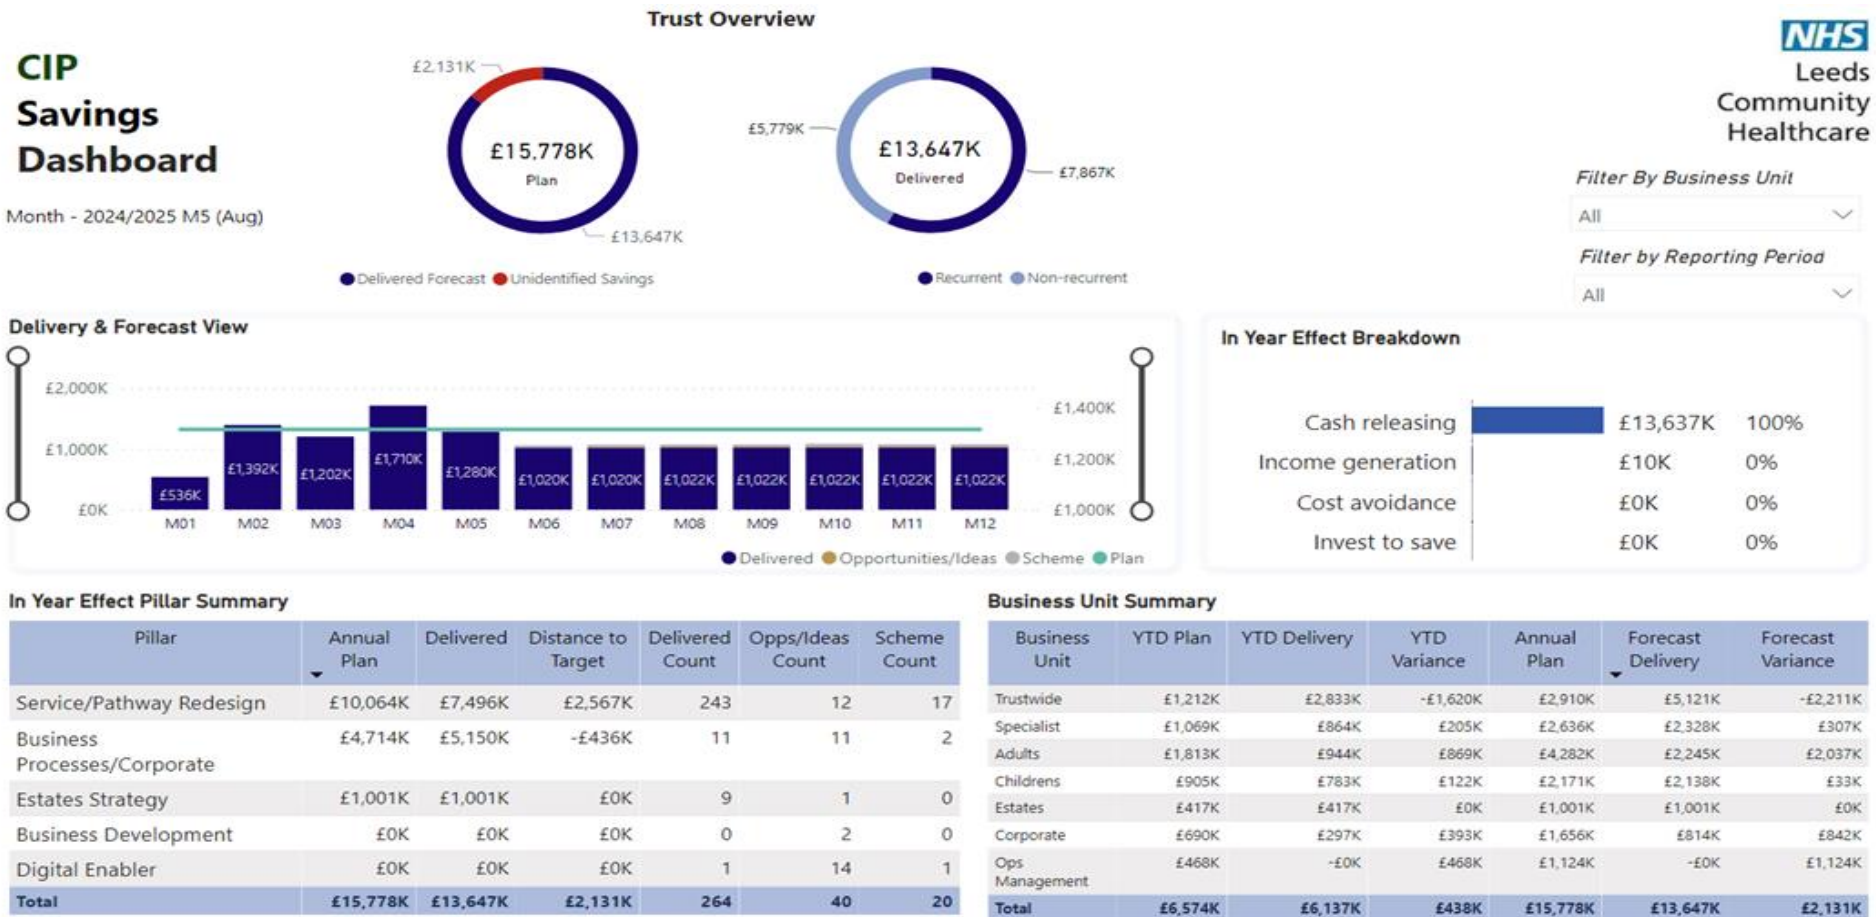 Trust Overview
NHS
Leeds
Community
Healthcare
CIP
Savings
Dashboard
Month - 2024/2025 M5 (Aug)
£2,131K
£15,778K
Plan
£13,647K
Delivered Forecast Unidentified Savings
£5,779K
£13,647K
Delivered
£7,867K
Recurrent Non-recurrent
Filter By Business Unit
All
Filter by Reporting Period
All
Delivery & Forecast View
£2,000K
£1,000K
£0K
£1,400K
£1,200K
£1,000K
£536K £1,392K £1,202K £1,710K £1,280K £1,020K £1,020K £1,022K £1,022K £1,022K £1,022K £1,022K
M01 M02 M03 M04 M05 M06 M07 M08 M09 M10 M11 M12
Delivered Opportunities/Ideas Scheme Plan
In Year Effect Breakdown
Cash releasing £13,637K 100%
Income generation £10K 0%
Cost avoidance £0K 0%
Invest to save £0K 0%
In Year Effect Pillar Summary
Pillar Annual Delivered Distance to Delivered Opps/Ideas Scheme
Plan Target Count Count Count
Service/Pathway Redesign £10,064K £7,496K £2,567K 243 12 17
Business £4,714K £5,150K -£436K 11 11 2
Processes/Corporate
Estates Strategy £1,001K £1,001K £0K 9 1 0
Business Development £0K £0K £0K 0 2 0
Digital Enabler £0K £0K £0K 1 14 1
Total £15,778K £13,647K £2,131K 264 40 20
Business Unit Summary
Business YTD Plan YTD Delivery YTD Annual Forecast Forecast
Unit Variance Plan Delivery Variance
Trustwide £1,212K £2,833K -£1,620K £2,910K £5,121K -£2,211K
Specialist £1,069K £864K £205K £2,636K £2,328K £307K
Adults £1,813K £944K £869K £4,282K £2,245K £2,037K
Childrens £905K £783K £122K £2,171K £2,138K £33K
Estates £417K £417K £0K £1,001K £1,001K £0K
Corporate £690K £297K £393K £1,656K £814K £842K
Ops £468K -£0K £468K £1,124K -£0K £1,124K
Management
Total £6,574K £6,137K £438K £15,778K £13,647K £2,131K